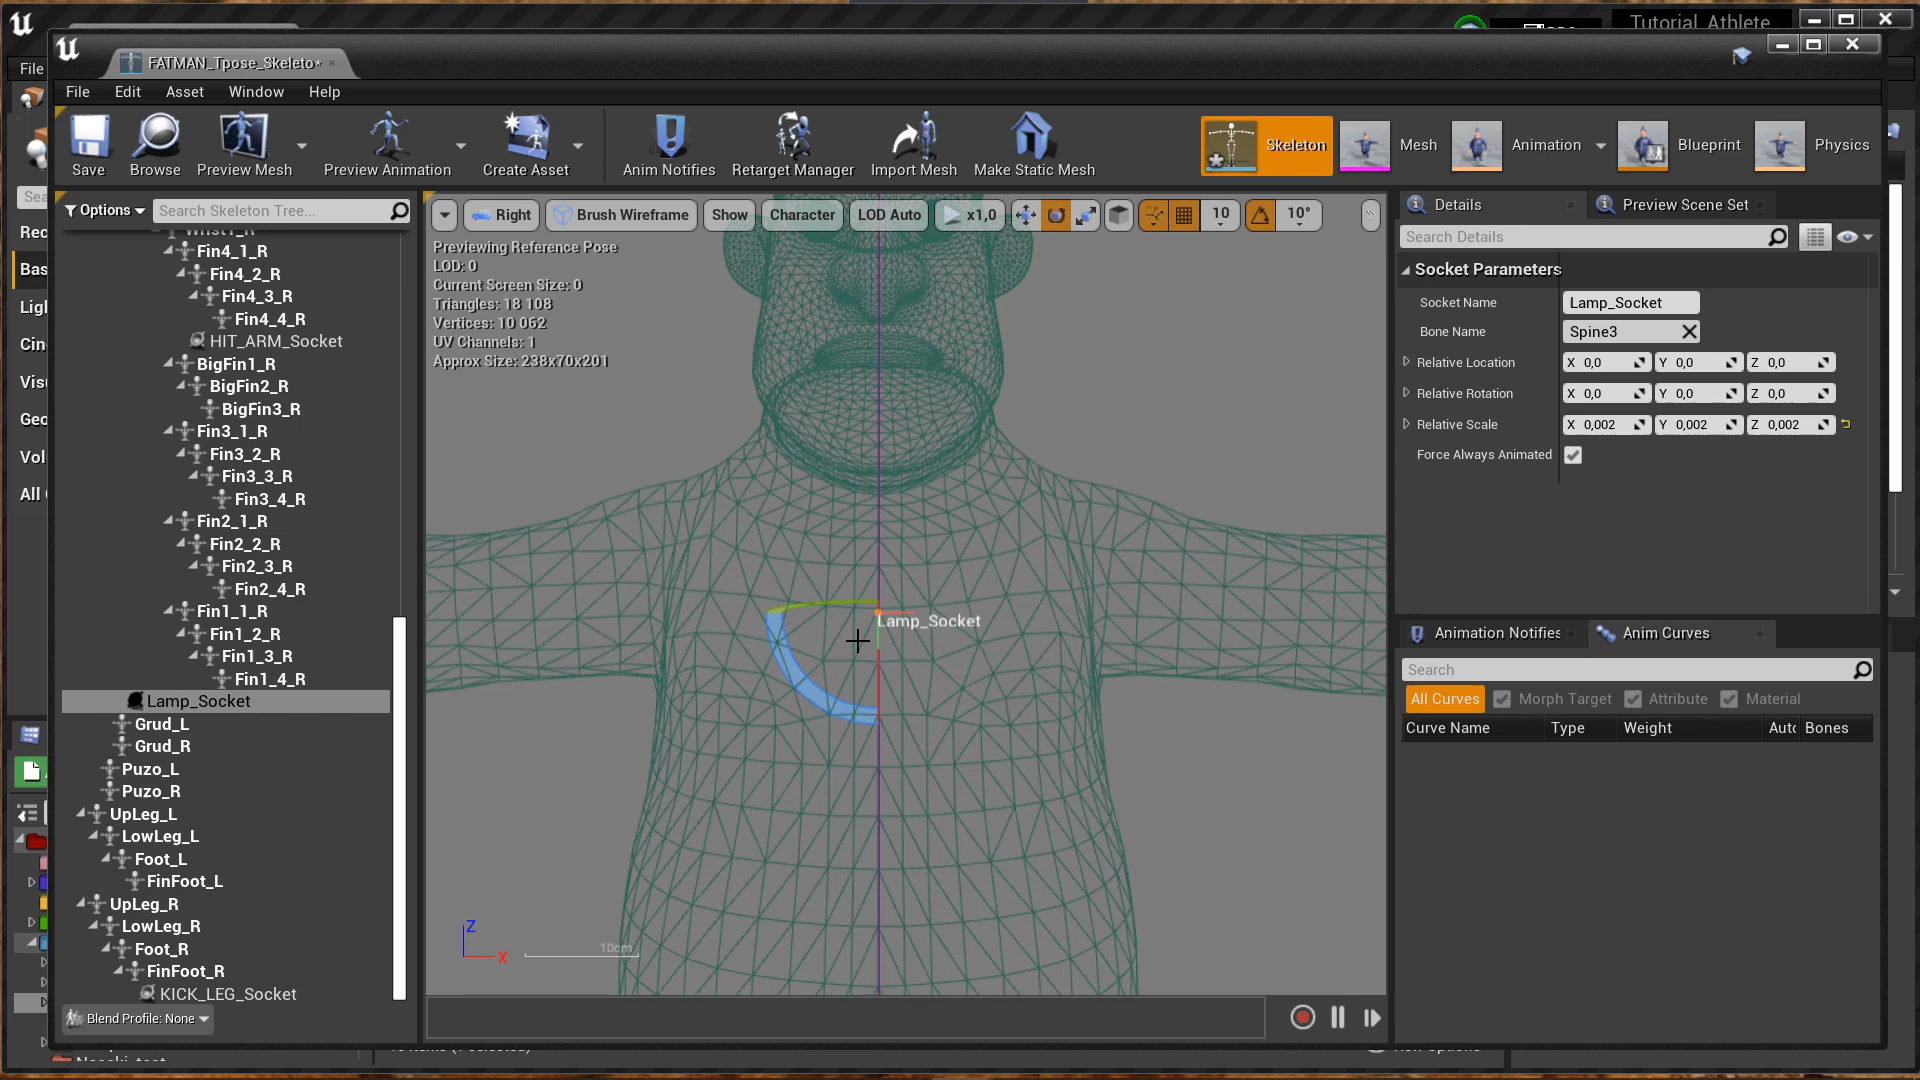 Tutorial_Athlete
File
FATMAN_Tpose_Skeleto*
File Edit Asset Window Help
Save Browse Preview Mesh Preview Animation Create Asset Anim Notifies Retarget Manager Import Mesh Make Static Mesh Skeleton Mesh Animation Blueprint Physics
Options Search Skeleton Tree...
Fin4_1_R
Fin4_2_R
Fin4_3_R
Fin4_4_R
HIT_ARM_Socket
BigFin1_R
BigFin2_R
BigFin3_R
Fin3_1_R
Fin3_2_R
Fin3_3_R
Fin3_4_R
Fin2_1_R
Fin2_2_R
Fin2_3_R
Fin2_4_R
Fin1_1_R
Fin1_2_R
Fin1_3_R
Fin1_4_R
Lamp_Socket
Grud_L
Grud_R
Puzo_L
Puzo_R
UpLeg_L
LowLeg_L
Foot_L
FinFoot_L
UpLeg_R
LowLeg_R
Foot_R
FinFoot_R
KICK_LEG_Socket
Blend Profile: None
Sea
Rec
Bas
Ligl
Cin
Visu
Geo
Vol
All
Right Brush Wireframe Show Character LOD Auto x1,0 10 10°
Previewing Reference Pose
LOD: 0
Current Screen Size: 0
Triangles: 18 108
Vertices: 10 062
UV Channels: 1
Approx Size: 238x70x201
Lamp_Socket
Z
X
10cm
Details Preview Scene Set
Search Details
Socket Parameters
Socket Name Lamp_Socket
Bone Name Spine3
Relative Location X 0,0 Y 0,0 Z 0,0
Relative Rotation X 0,0 Y 0,0 Z 0,0
Relative Scale X 0,002 Y 0,002 Z 0,002
Force Always Animated
Animation Notifies Anim Curves
Search
All Curves Morph Target Attribute Material
Curve Name Type Weight Auto Bones